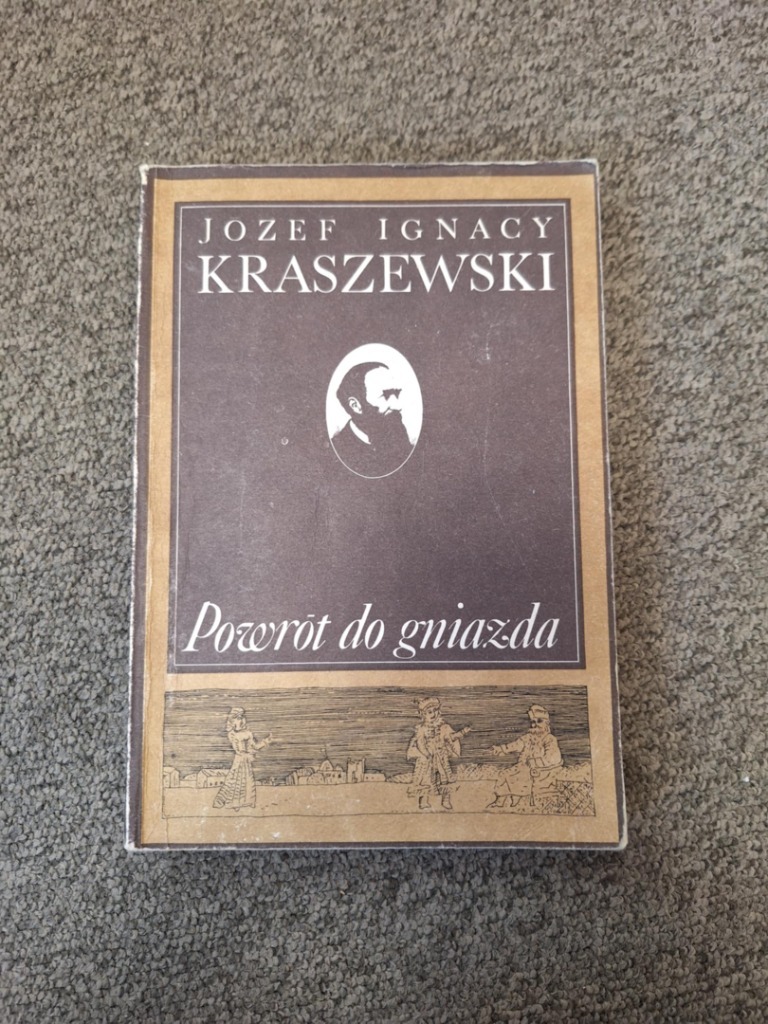 JOZEF IGNACY
KRASZEWSKI
Powrót do gniazda